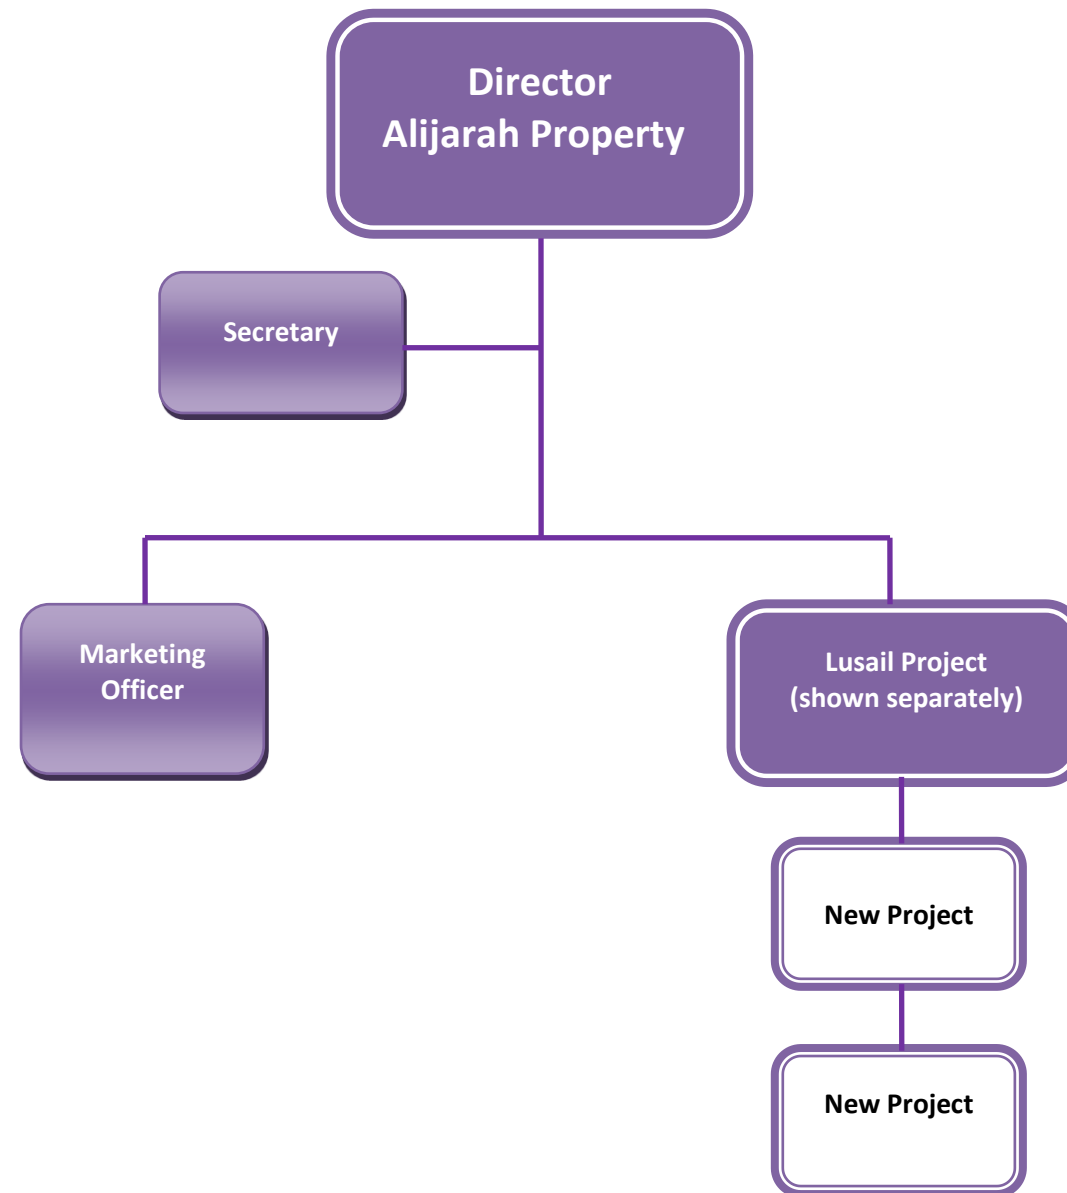 Director
Alijarah Property
Secretary
Marketing
Officer
Lusail Project
(shown separately)
New Project
New Project